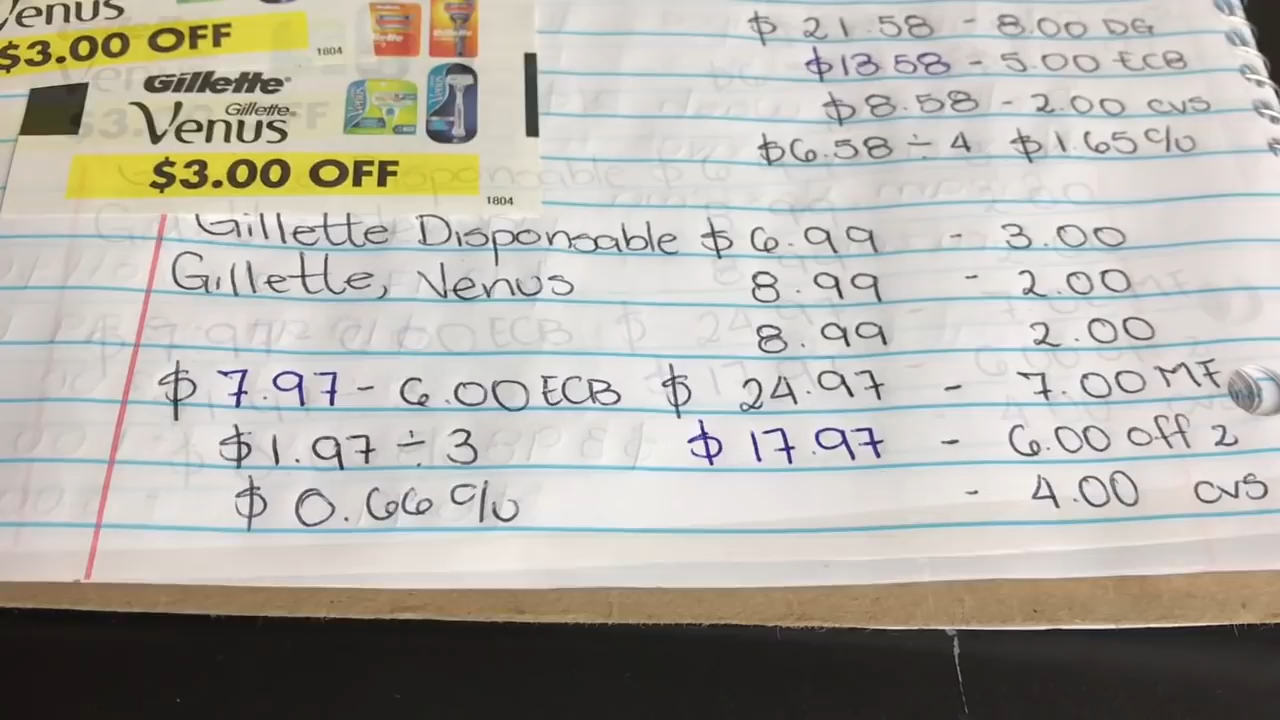 Venus
$3.00 OFF
1804
Gillette
Gillette
Venus
$3.00 OFF
1804
$ 21.58 - 8.00 DG
$13.58 - 5.00 ECB
$8.58 - 2.00 CVS
$6.58 ÷ 4 $1.65 c/u
Gillette Disponsable $ 6.99 - 3.00
Gillette, Venus 8.99 - 2.00
8.99 2.00
$ 7.97 - 6.00 ECB $ 24.97 - 7.00 MF
$1.97 ÷ 3 $ 17.97 - 6.00 off 2
$ 0.66 c/u - 4.00 CVS